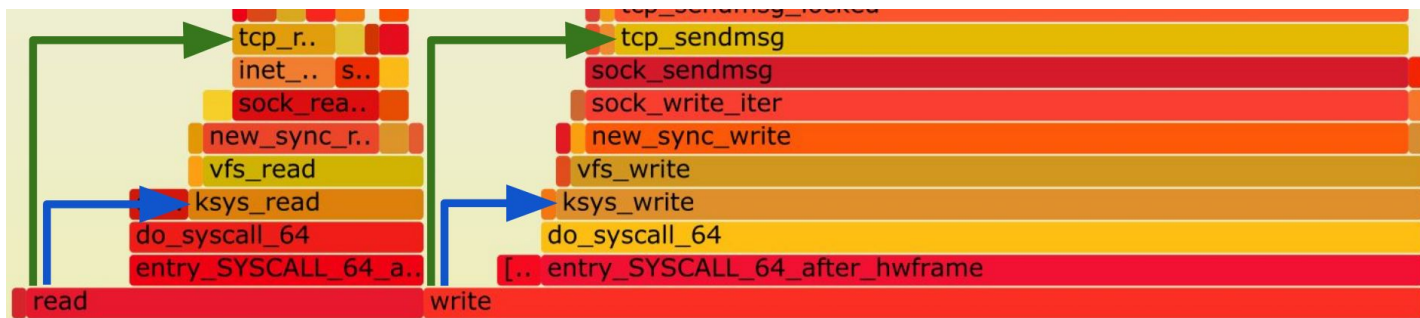 tcp_sendmsg_locked
tcp_r..
tcp_sendmsg
inet_.. s..
sock_sendmsg
sock_rea..
sock_write_iter
new_sync_r..
new_sync_write
vfs_read
vfs_write
ksys_read
ksys_write
do_syscall_64
do_syscall_64
entry_SYSCALL_64_a..
[..
entry_SYSCALL_64_after_hwframe
read
write